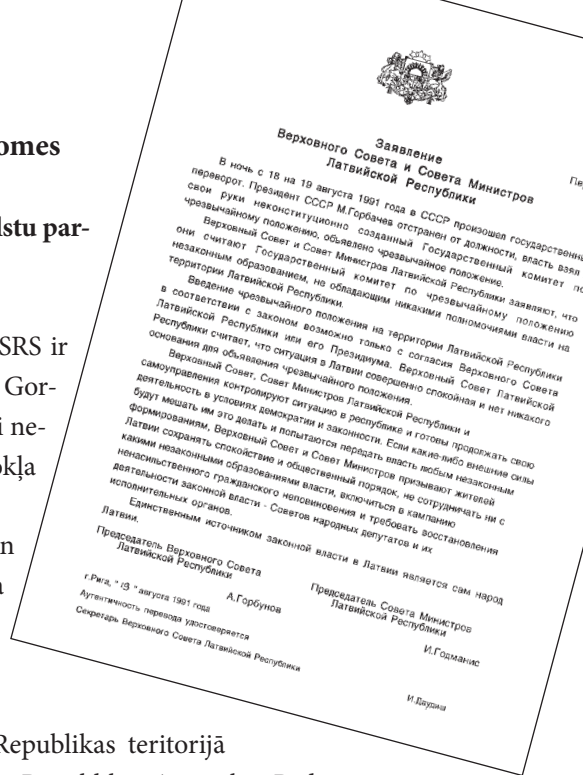 omes
lstu par-
SRS ir
Gor-
i ne-
okļa
Republikas teritorijā
Заявление
Верховного Совета и Совета Министров
Латвийской Республики
В ночь с 18 на 19 августа 1991 года в СССР произошел государственный
переворот. Президент СССР М.Горбачев отстранен от должности, власть взял в
свои руки неконституционно созданный Государственный комитет по
чрезвычайному положению, объявлено чрезвычайное положение.
Верховный Совет и Совет Министров Латвийской Республики заявляют, что
они считают Государственный комитет по чрезвычайному положению
незаконным образованием, не обладающим никакими полномочиями власти на
территории Латвийской Республики.
Введение чрезвычайного положения на территории Латвийской Республики
в соответствии с законом возможно только с согласия Верховного Совета
Латвийской Республики или его Президиума. Верховный Совет Латвийской
Республики считает, что ситуация в Латвии совершенно спокойная и нет никакого
основания для объявления чрезвычайного положения.
Верховный Совет, Совет Министров Латвийской Республики и
самоуправления контролируют ситуацию в республике и готовы продолжать свою
деятельность в условиях демократии и законности. Если какие-либо внешние силы
будут мешать им это делать и попытаются передать власть любым незаконным
формированиям, Верховный Совет и Совет Министров призывают жителей
Латвии сохранять спокойствие и общественный порядок, не сотрудничать ни с
какими незаконными образованиями власти, включиться в кампанию
ненасильственного гражданского неповиновения и требовать восстановления
деятельности законной власти - Советов народных депутатов и их
исполнительных органов.
Единственным источником законной власти в Латвии является сам народ
Латвии.
Председатель Верховного Совета
Латвийской Республики
А.Горбунов
Председатель Совета Министров
Латвийской Республики
И.Годманис
г.Рига, "19" августа 1991 года
Аутентичность перевода удостоверяется
Секретарь Верховного Совета Латвийской Республики
И.Даудиш